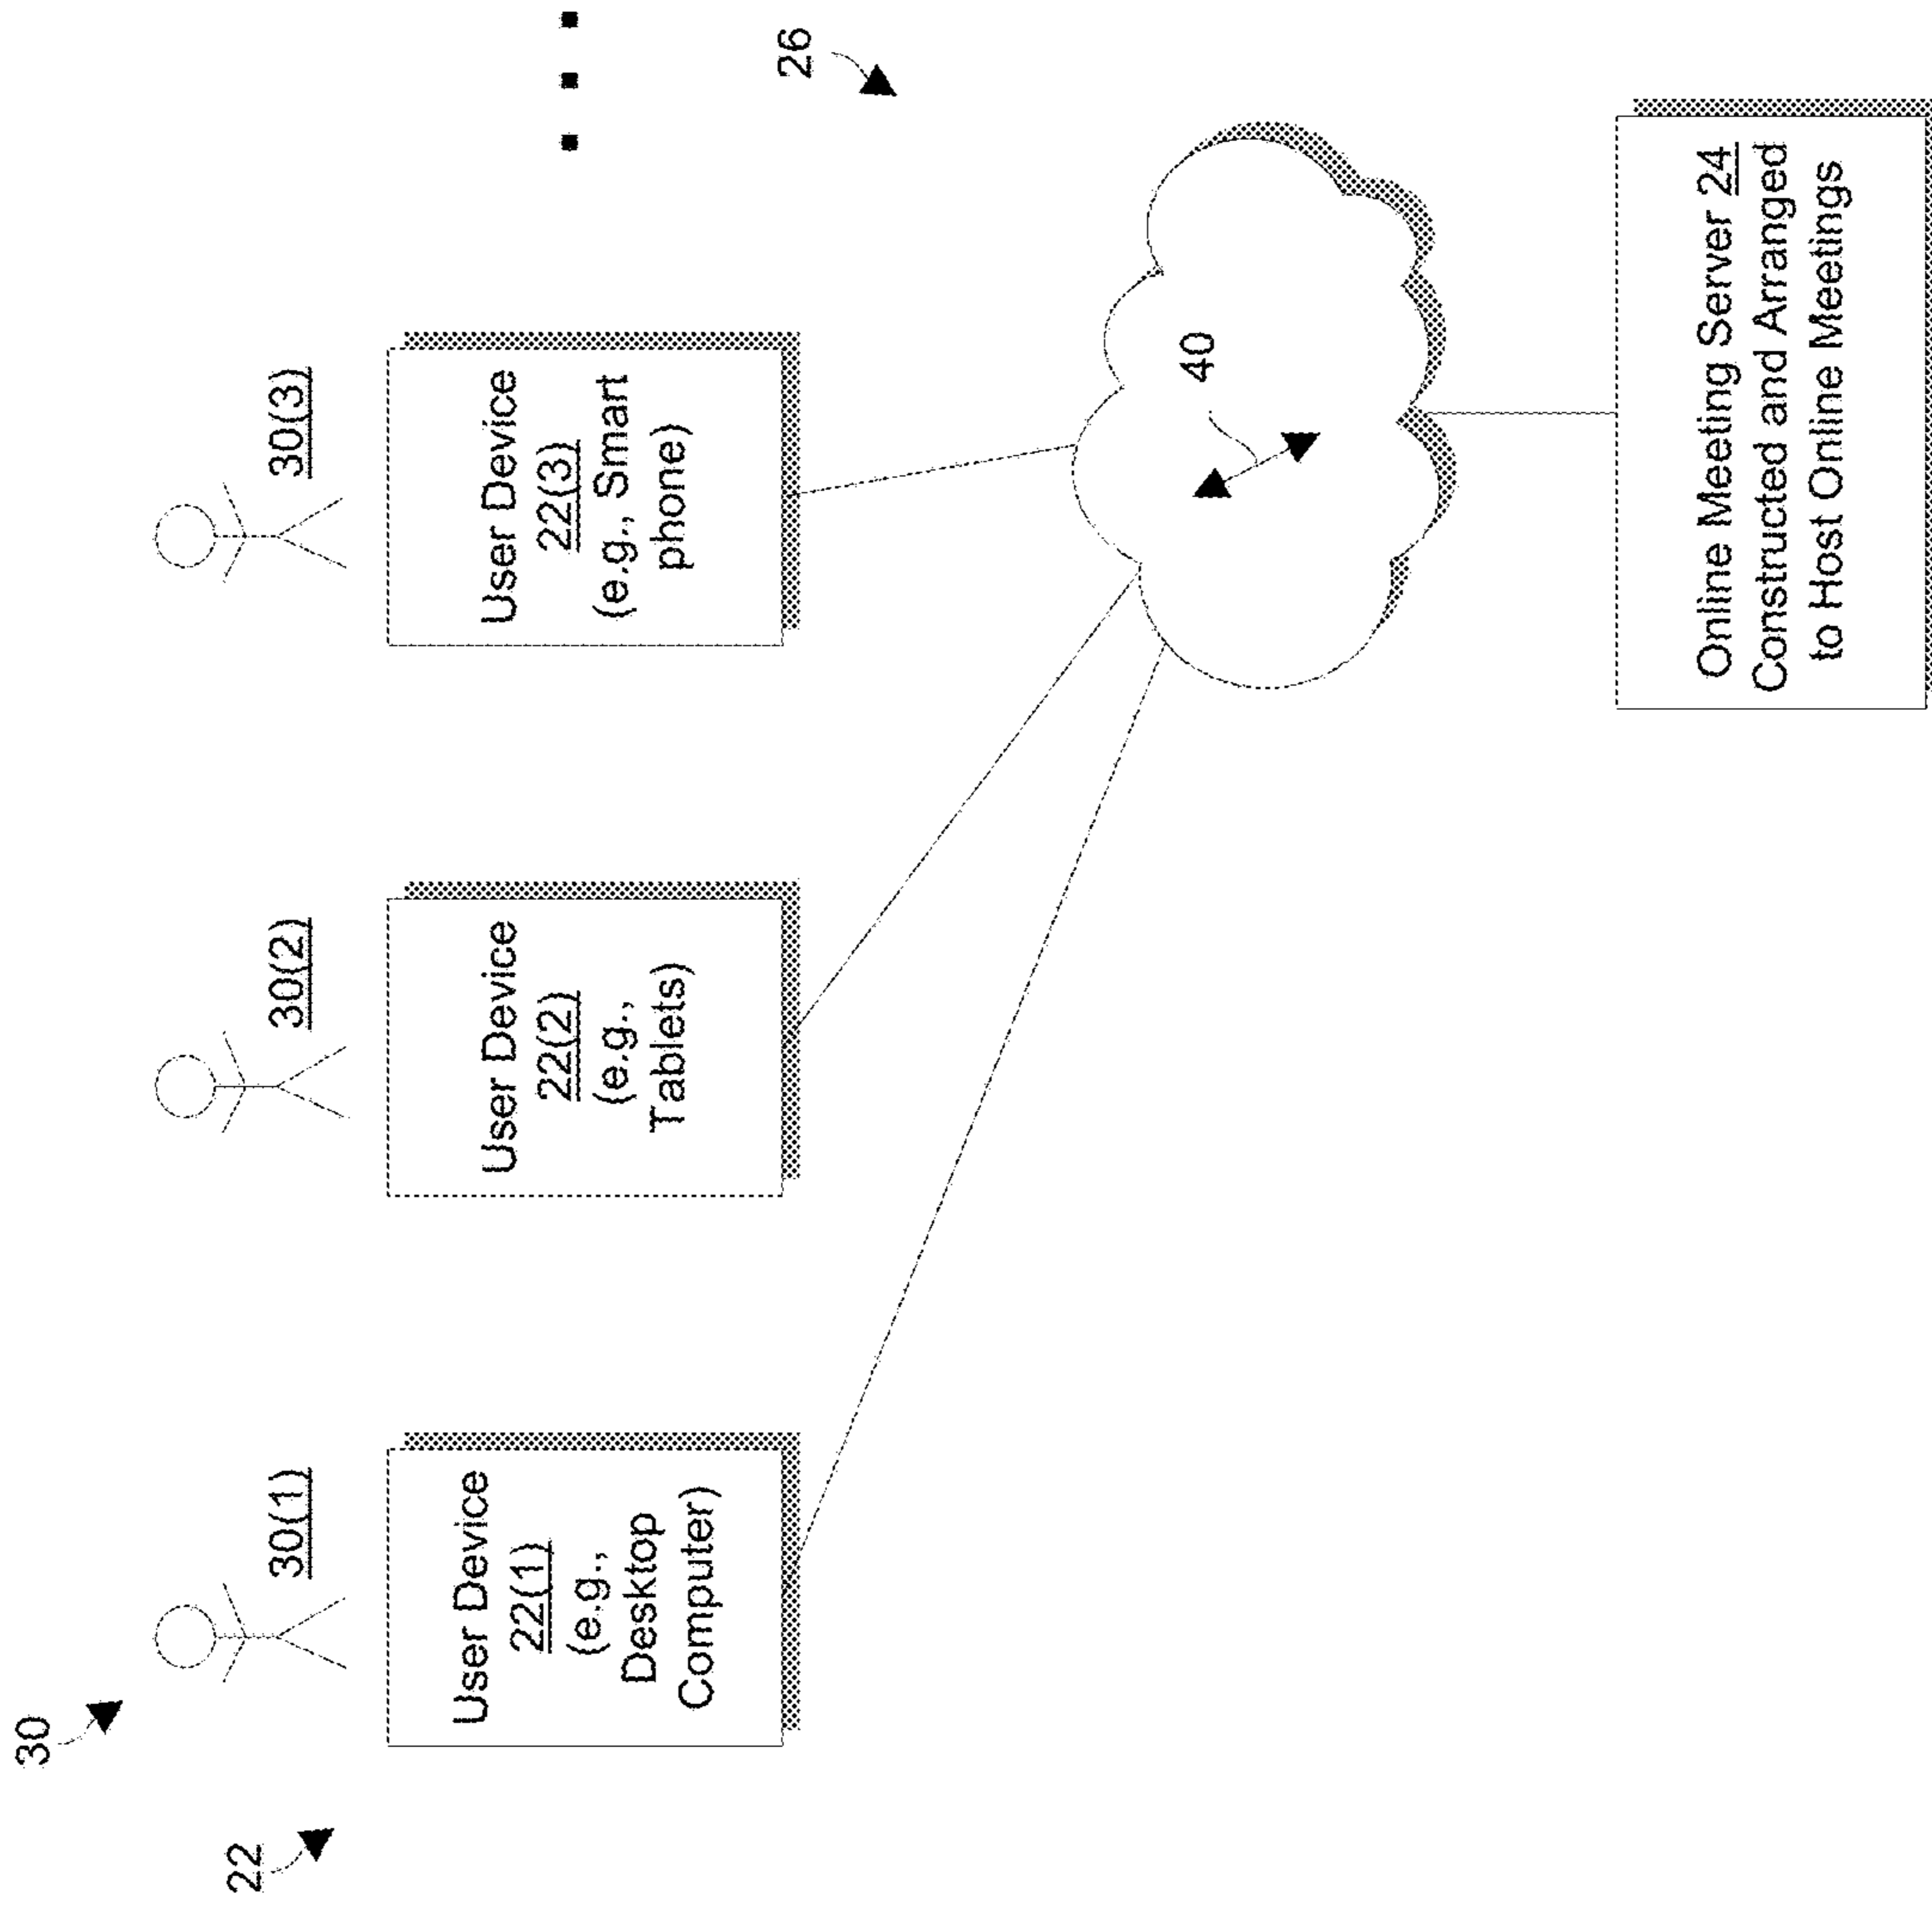 30
22
30(1)
30(2)
30(3)
User Device
22(1)
(e.g.,
Desktop
Computer)
User Device
22(2)
(e.g.,
Tablets)
User Device
22(3)
(e.g., Smart
phone)
26
40
Online Meeting Server 24
Constructed and Arranged
to Host Online Meetings